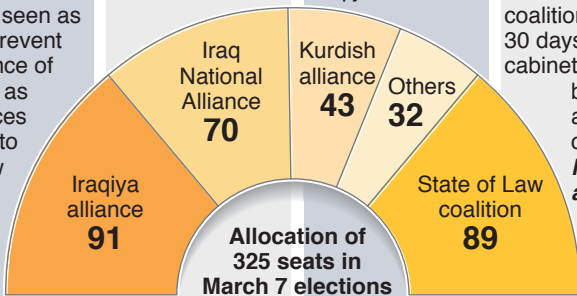 seen as
revent
nce of
as
ces
to
Iraq
National
Alliance
70
Kurdish
alliance
43
Others
32
Iraqiya
alliance
91
State of Law
coalition
89
Allocation of
325 seats in
March 7 elections
coalition
30 days
cabinet
b
a